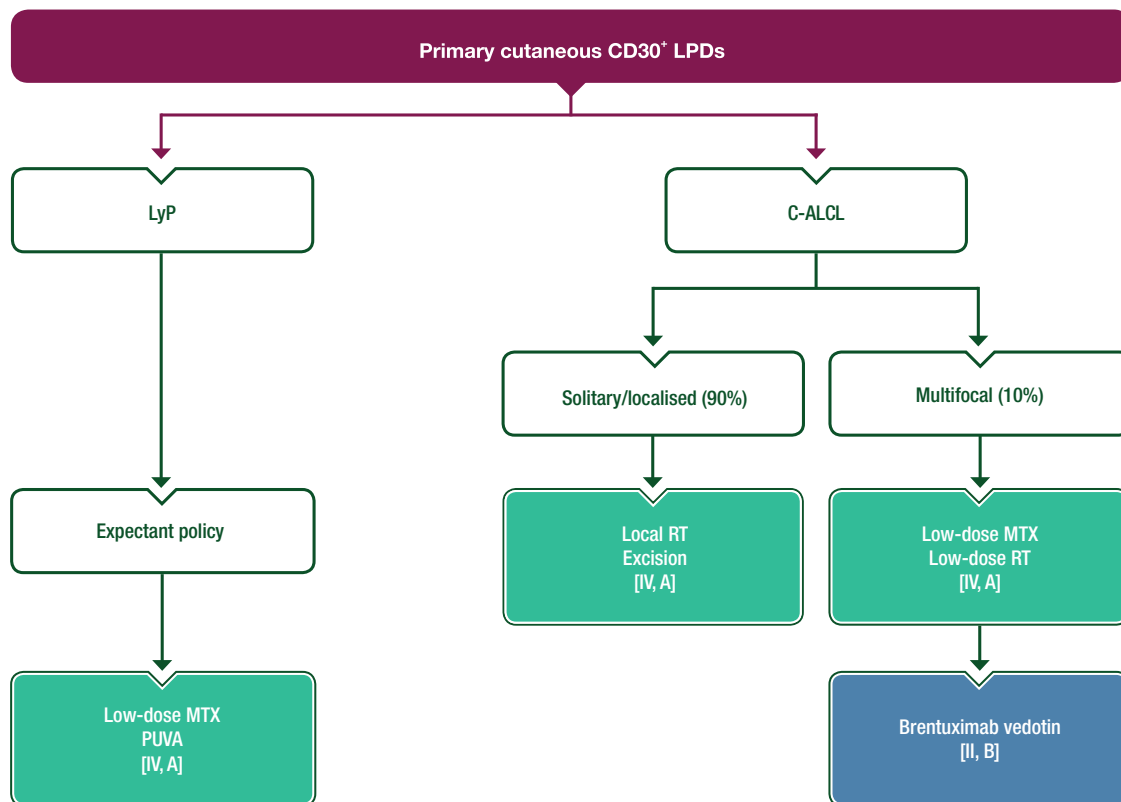 Primary cutaneous CD30⁺ LPDs
LyP
C-ALCL
Solitary/localised (90%)
Multifocal (10%)
Expectant policy
Local RT
Excision
[IV, A]
Low-dose MTX
Low-dose RT
[IV, A]
Low-dose MTX
PUVA
[IV, A]
Brentuximab vedotin
[II, B]